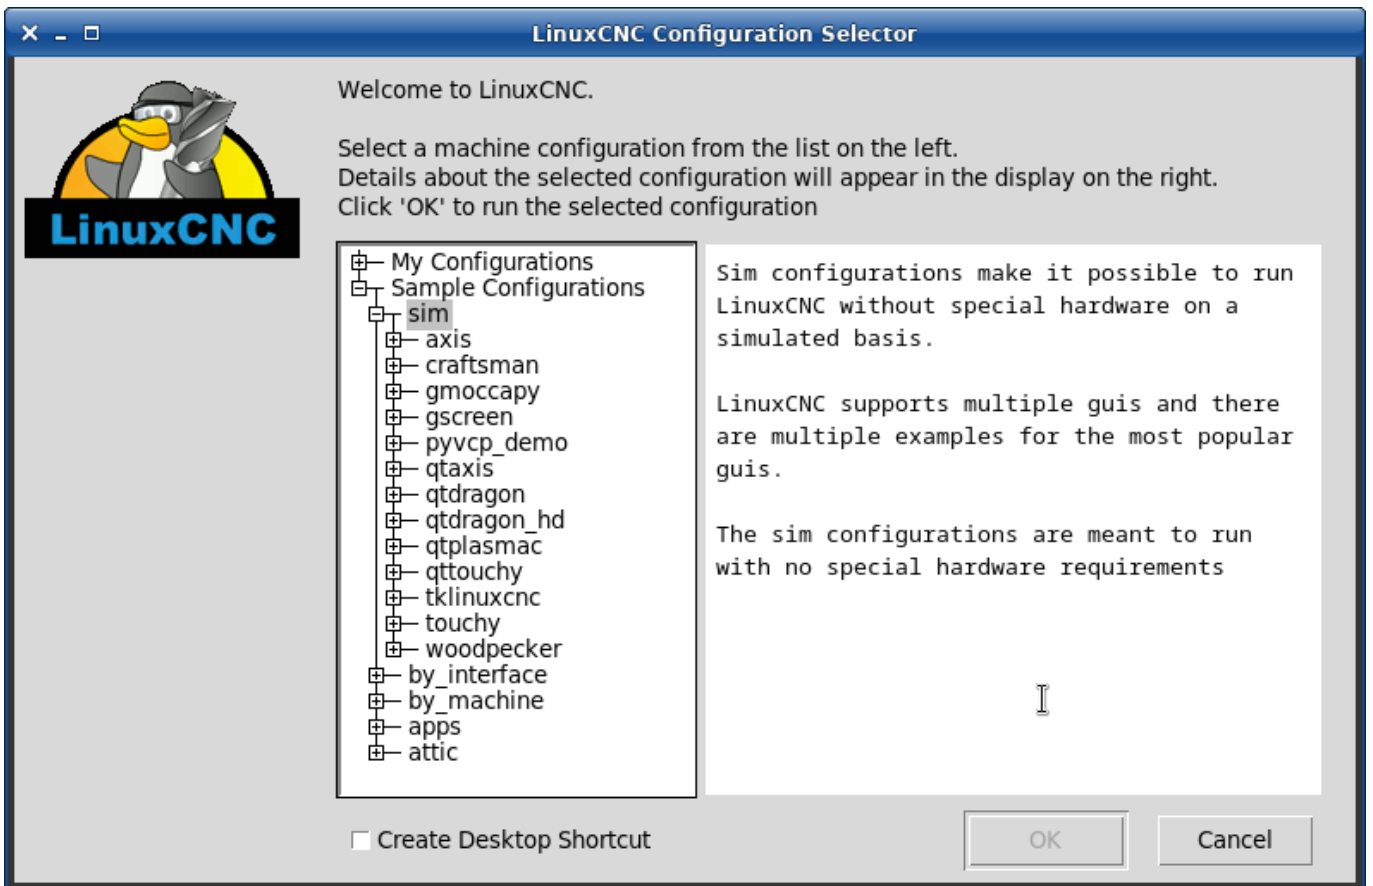 LinuxCNC Configuration Selector
LinuxCNC
Welcome to LinuxCNC.
Select a machine configuration from the list on the left.
Details about the selected configuration will appear in the display on the right.
Click 'OK' to run the selected configuration
My Configurations
Sample Configurations
sim
axis
craftsman
gmoccapy
gscreen
pyvcp_demo
qtaxis
qtdragon
qtdragon_hd
qtplasmac
qttouchy
tklinuxcnc
touchy
woodpecker
by_interface
by_machine
apps
attic
Sim configurations make it possible to run
LinuxCNC without special hardware on a
simulated basis.
LinuxCNC supports multiple guis and there
are multiple examples for the most popular
guis.
The sim configurations are meant to run
with no special hardware requirements
Create Desktop Shortcut
OK
Cancel